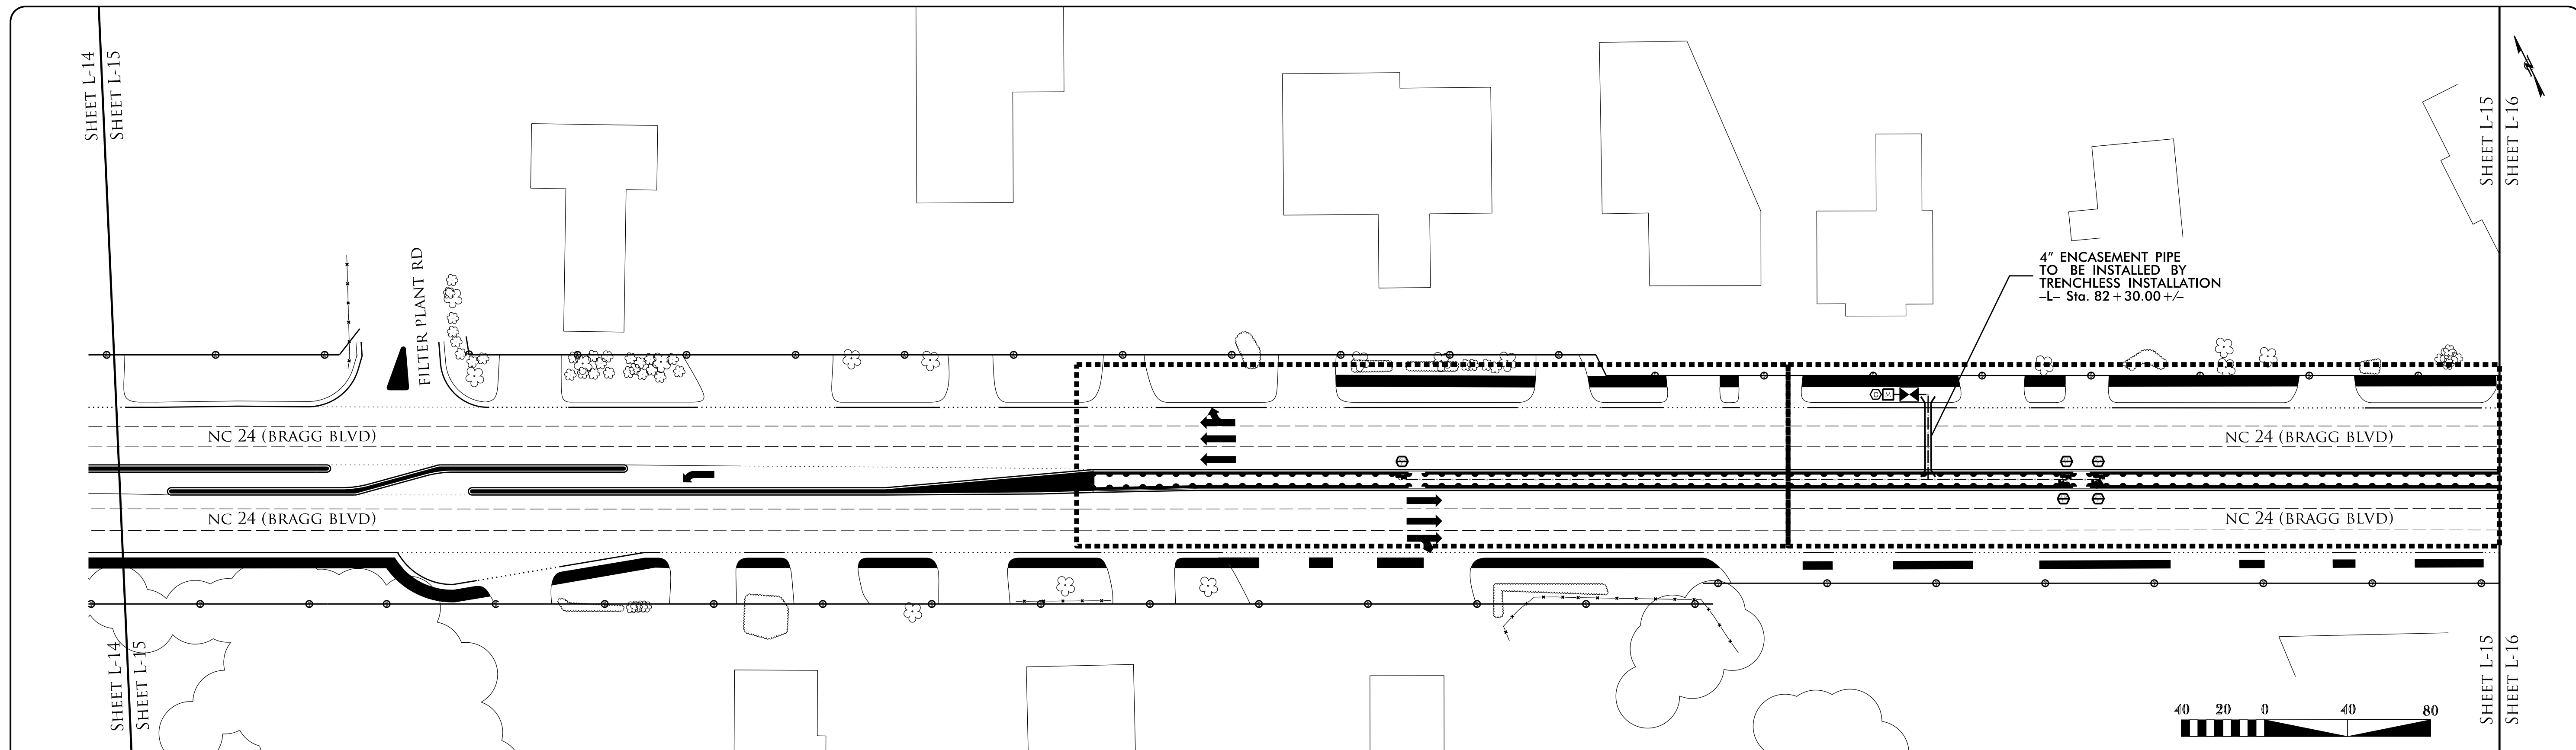 SHEET L-14
SHEET L-15
FILTER PLANT RD
4" ENCASEMENT PIPE
TO BE INSTALLED BY
TRENCHLESS INSTALLATION
–L– Sta. 82+30.00+/–
SHEET L-15
SHEET L-16
C M
NC 24 (BRAGG BLVD)
NC 24 (BRAGG BLVD)
NC 24 (BRAGG BLVD)
NC 24 (BRAGG BLVD)
SHEET L-14
SHEET L-15
SHEET L-15
SHEET L-16
40 20 0 40 80